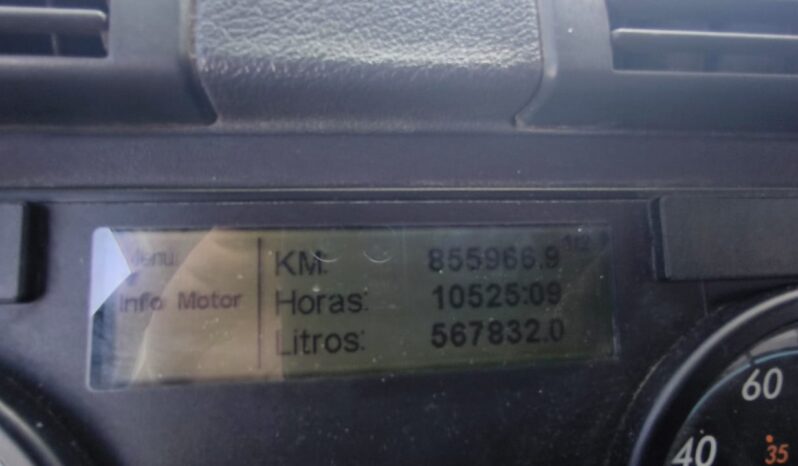 Menu
KM: 855966.9
Info Motor
Horas: 10525:09
Litros: 567832.0
60
40
35